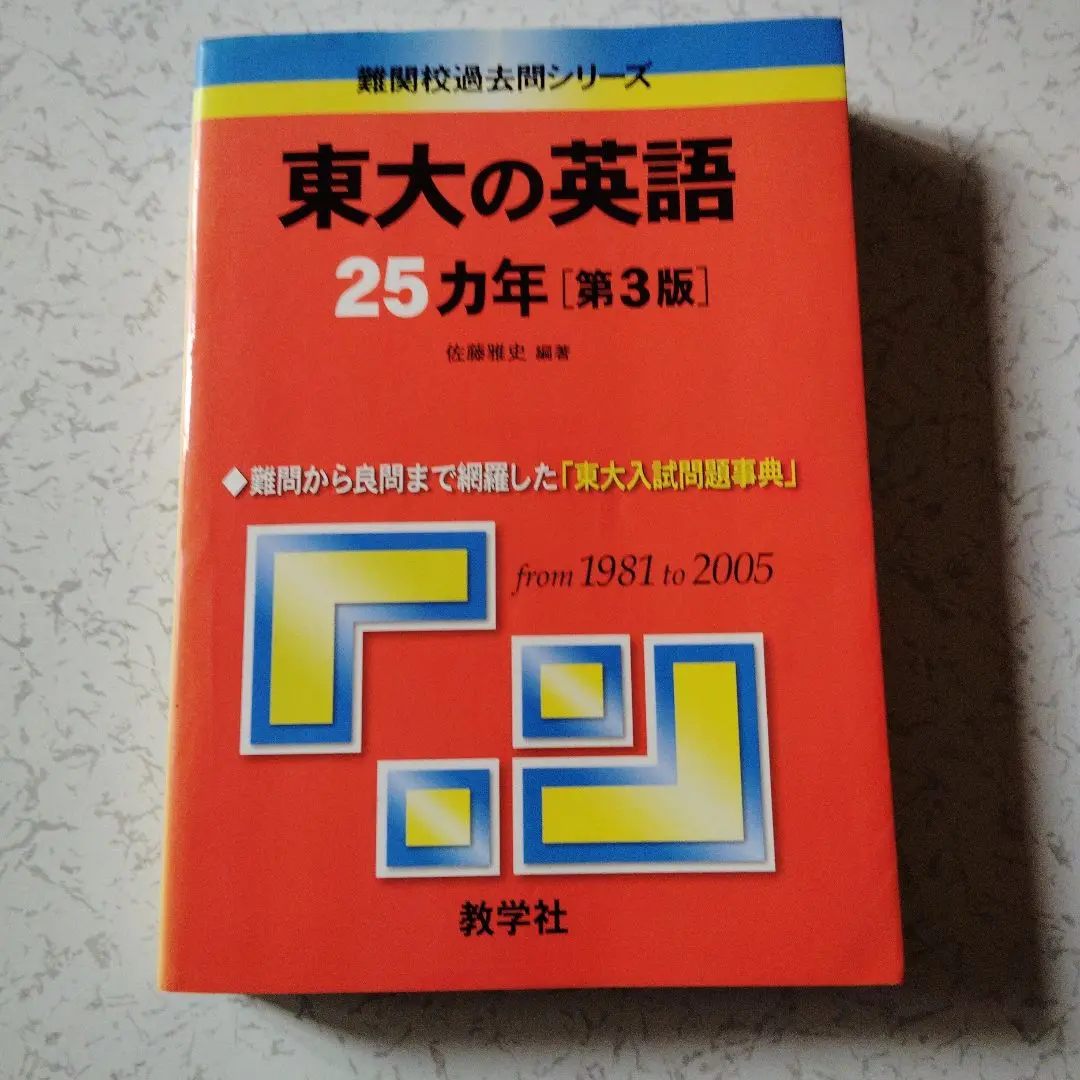 難関校過去問シリーズ
東大の英語
25カ年[第3版]
佐藤雅史 編著
◆難問から良問まで網羅した「東大入試問題事典」
from 1981 to 2005
教学社